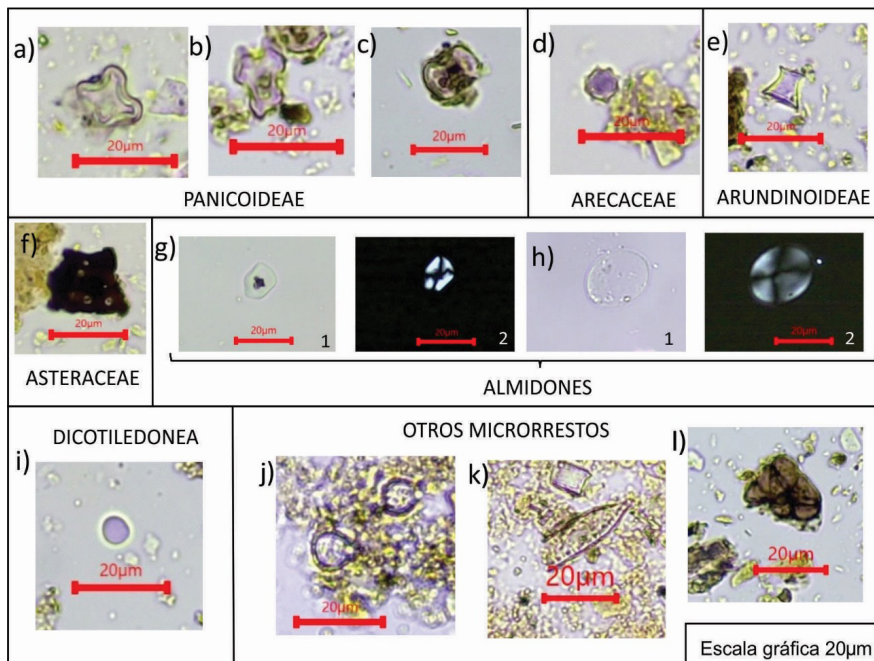 a)
b)
c)
d)
e)
20µm
20µm
20µm
20µm
20µm
PANICOIDEAE
ARECACEAE
ARUNDINOIDEAE
f)
g)
h)
20µm
20µm
1
20µm
2
1
20µm
2
ASTERACEAE
ALMIDONES
DICOTILEDONEA
OTROS MICRORRESTOS
i)
j)
k)
l)
20µm
20µm
20µm
20µm
Escala gráfica 20µm